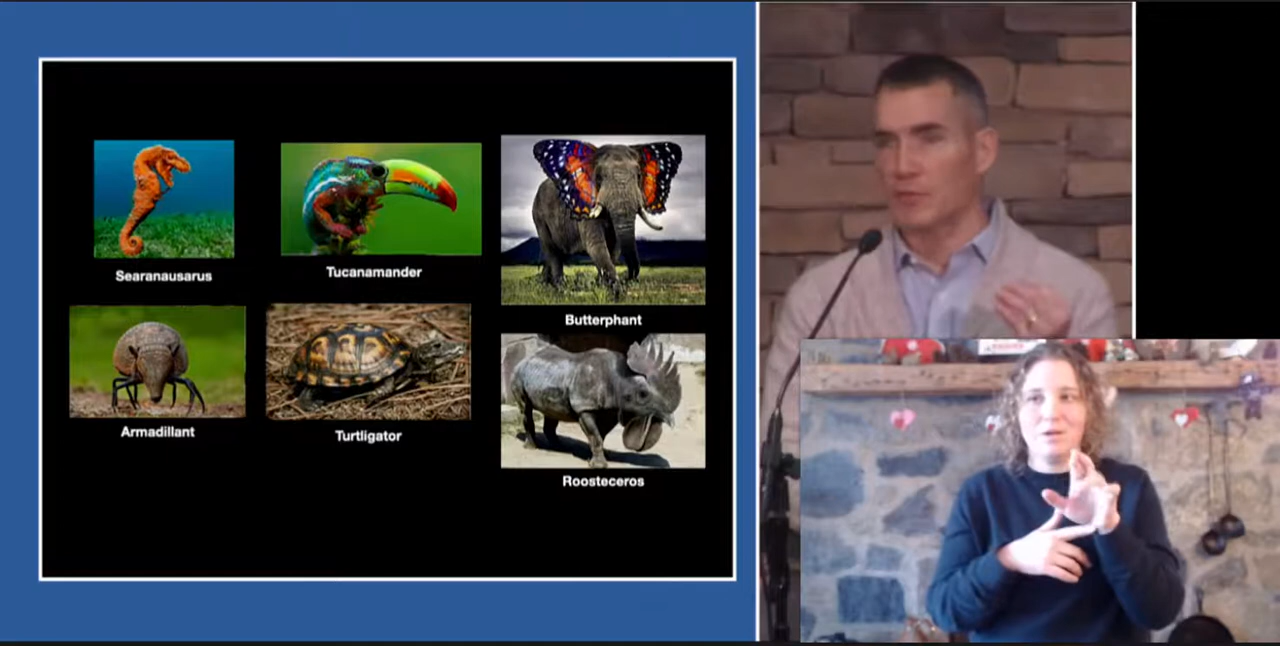 Searanausarus
Tucanamander
Butterphant
Armadillant
Turtligator
Roosteceros